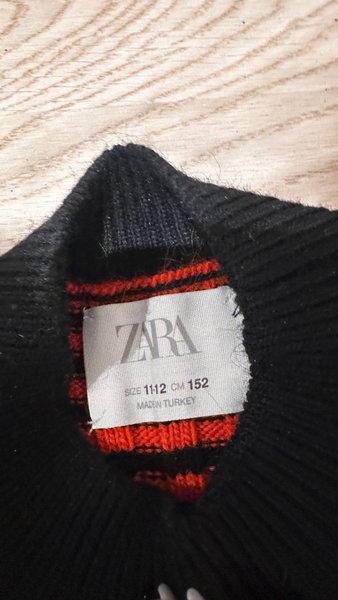 ZARA
SIZE 11-12 CM 152
MADE IN TURKEY